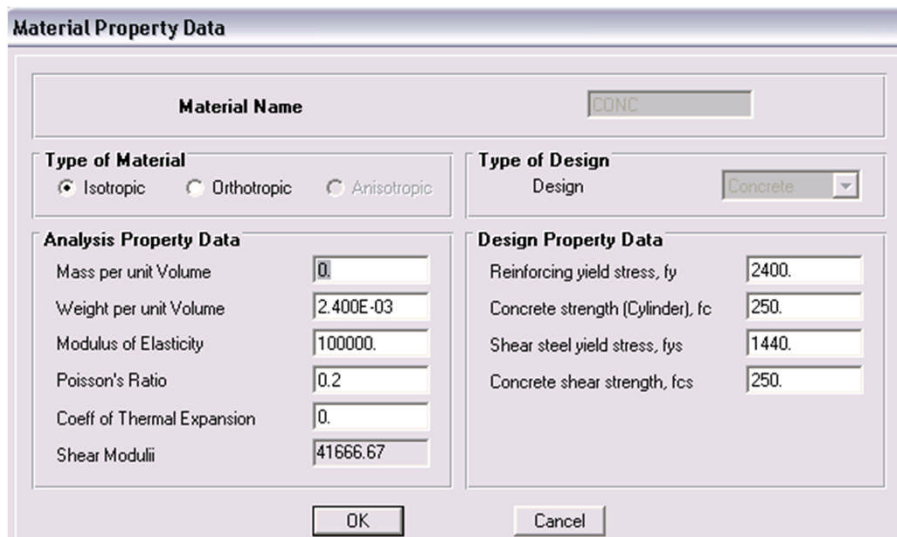 Material Property Data
Material Name CONC
Type of Material
Isotropic Orthotropic Anisotropic
Type of Design
Design Concrete
Analysis Property Data
Mass per unit Volume 0.
Weight per unit Volume 2.400E-03
Modulus of Elasticity 100000.
Poisson's Ratio 0.2
Coeff of Thermal Expansion 0.
Shear Modulii 41666.67
Design Property Data
Reinforcing yield stress, fy 2400.
Concrete strength (Cylinder), fc 250.
Shear steel yield stress, fys 1440.
Concrete shear strength, fcs 250.
OK Cancel